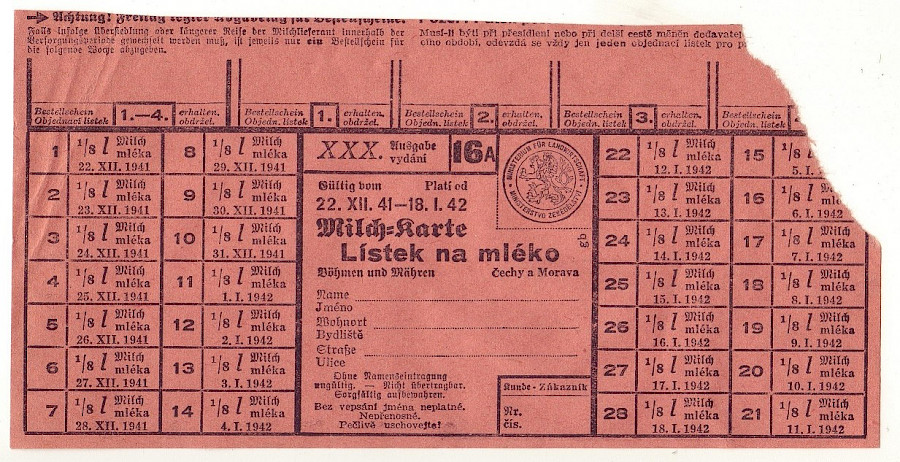 → Achtung! Freitag letzter Abgabetag für Bestellscheine.
Falls infolge Übersiedlung oder längerer Reise der Milchlieferant innerhalb der
Versorgungsperiode gewechselt werden muß, ist jeweils nur ein Bestellschein für
die folgende Woche abzugeben.
Musí-li býti při přesídlení nebo při delší cestě měněn dodavatel
cího období, odevzdá se vždy jen jeden objednací lístek pro
Bestellschein 1.—4. erhalten.
Objednací lístek obdržel.
Bestellschein 1. erhalten.
Objedn. lístek obdržel.
Bestellschein 2. erhalten.
Objedn. lístek obdržel.
Bestellschein 3. erhalten.
Objedn. lístek obdržel.
Bestellschein
Objedn. lístek
1 1/8 l Milch mléka 22. XII. 1941
2 1/8 l Milch mléka 23. XII. 1941
3 1/8 l Milch mléka 24. XII. 1941
4 1/8 l Milch mléka 25. XII. 1941
5 1/8 l Milch mléka 26. XII. 1941
6 1/8 l Milch mléka 27. XII. 1941
7 1/8 l Milch mléka 28. XII. 1941
8 1/8 l Milch mléka 29. XII. 1941
9 1/8 l Milch mléka 30. XII. 1941
10 1/8 l Milch mléka 31. XII. 1941
11 1/8 l Milch mléka 1. I. 1942
12 1/8 l Milch mléka 2. I. 1942
13 1/8 l Milch mléka 3. I. 1942
14 1/8 l Milch mléka 4. I. 1942
XXX. Ausgabe vydání 16A
Gültig vom Platí od
22. XII. 41—18. I. 42
Milch=Karte
Lístek na mléko
Böhmen und Mähren Čechy a Morava
Name
Jméno
Wohnort
Bydliště
Straße
Ulice
Ohne Namenseintragung
ungültig. — Nicht übertragbar.
Sorgfältig aufbewahren.
Bez vepsání jména neplatné.
Nepřenosné.
Pečlivě uschovejte!
MINISTERIUM FÜR LANDWIRTSCHAFT
MINISTERSTVO ZEMĚDĚLSTVÍ
Kunde - Zákazník
Nr.
čís.
22 1/8 l Milch mléka 12. I. 1942
23 1/8 l Milch mléka 13. I. 1942
24 1/8 l Milch mléka 14. I. 1942
25 1/8 l Milch mléka 15. I. 1942
26 1/8 l Milch mléka 16. I. 1942
27 1/8 l Milch mléka 17. I. 1942
28 1/8 l Milch mléka 18. I. 1942
15 1/8 l 5. I.
16 1/8 l Milch 6. I.
17 1/8 l Milch mléka 7. I. 1942
18 1/8 l Milch mléka 8. I. 1942
19 1/8 l Milch mléka 9. I. 1942
20 1/8 l Milch mléka 10. I. 1942
21 1/8 l Milch mléka 11. I. 1942